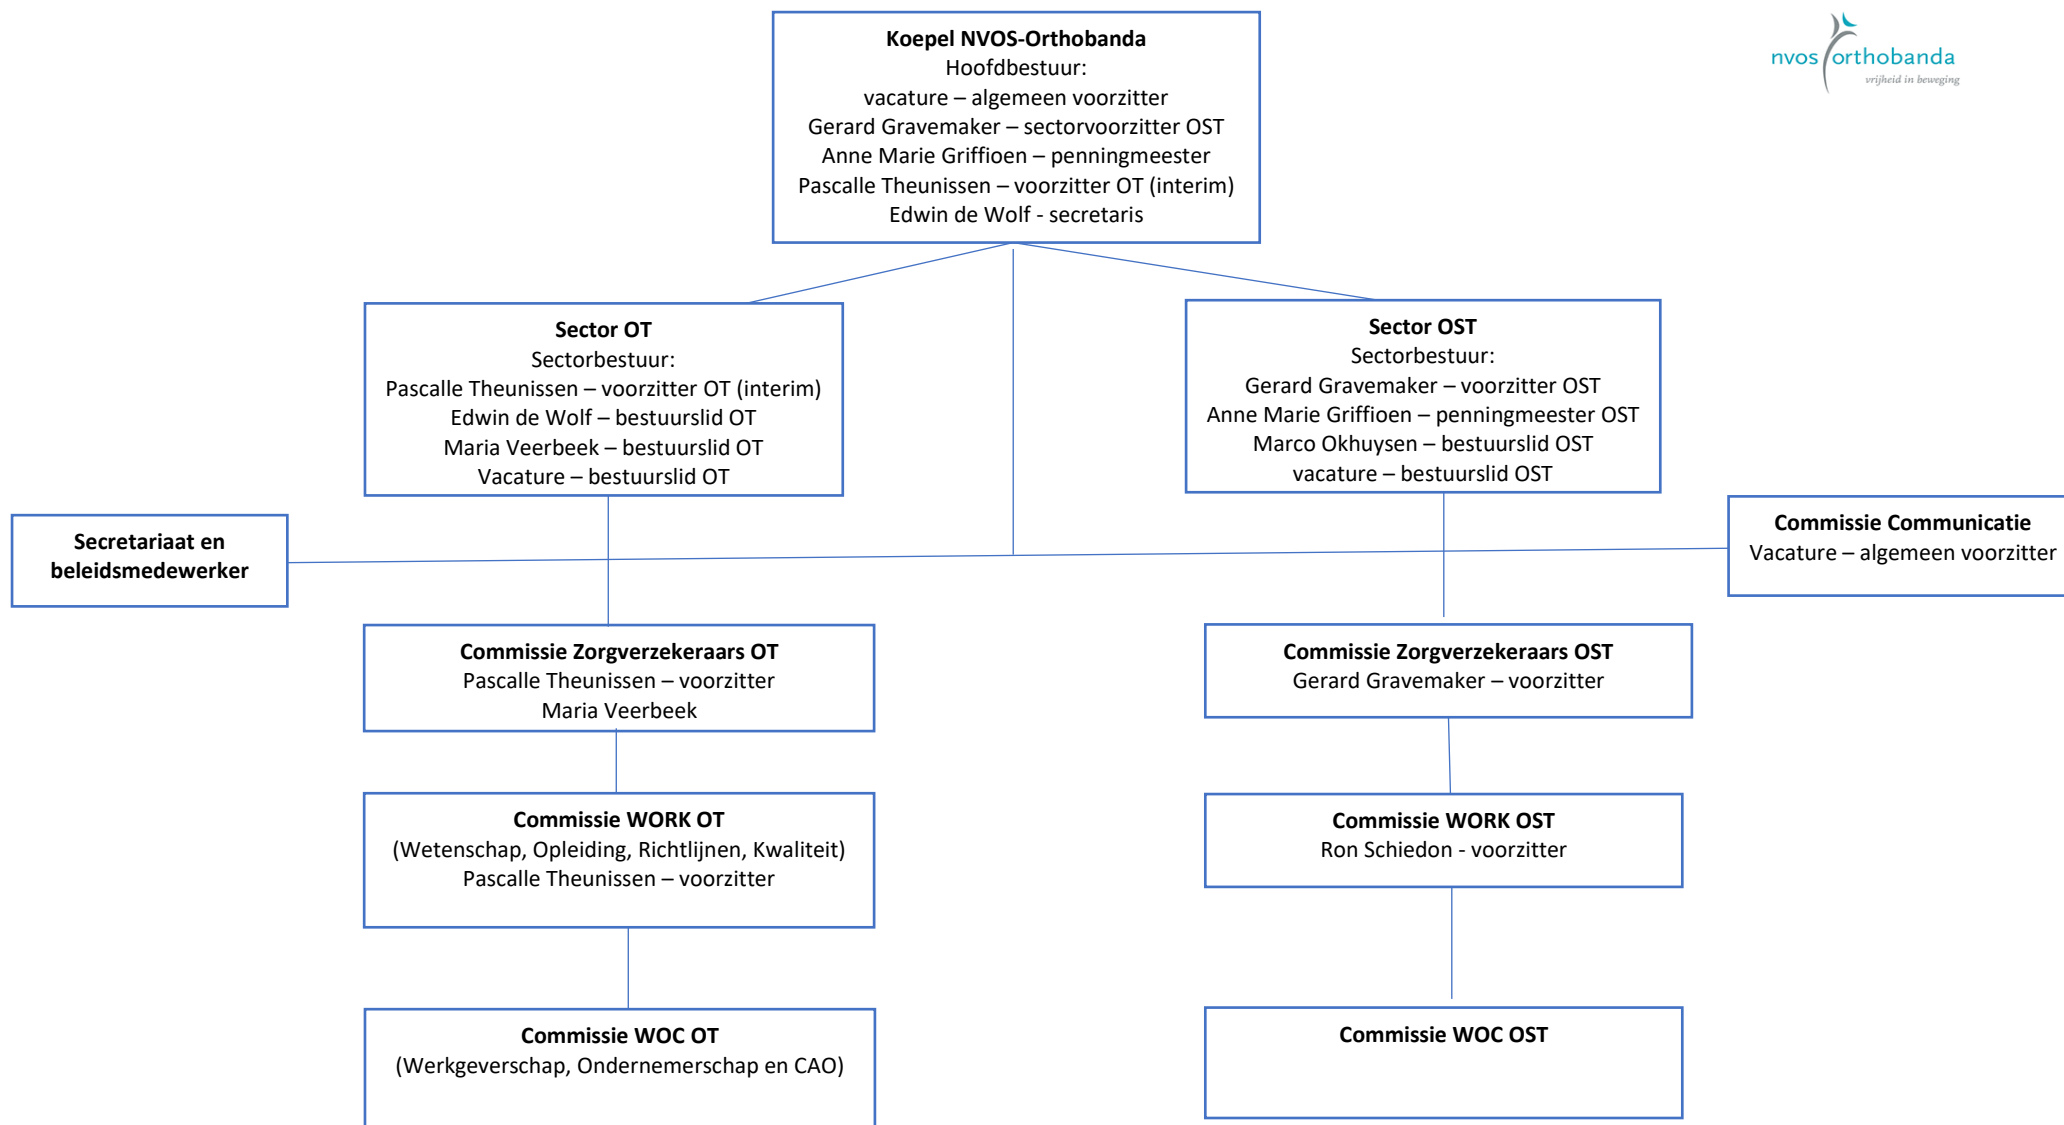 Koepel NVOS-Orthobanda
Hoofdbestuur:
vacature – algemeen voorzitter
Gerard Gravemaker – sectorvoorzitter OST
Anne Marie Griffioen – penningmeester
Pascalle Theunissen – voorzitter OT (interim)
Edwin de Wolf - secretaris
nvos orthobanda
vrijheid in beweging
Sector OT
Sectorbestuur:
Pascalle Theunissen – voorzitter OT (interim)
Edwin de Wolf – bestuurslid OT
Maria Veerbeek – bestuurslid OT
Vacature – bestuurslid OT
Sector OST
Sectorbestuur:
Gerard Gravemaker – voorzitter OST
Anne Marie Griffioen – penningmeester OST
Marco Okhuysen – bestuurslid OST
vacature – bestuurslid OST
Secretariaat en
beleidsmedewerker
Commissie Communicatie
Vacature – algemeen voorzitter
Commissie Zorgverzekeraars OT
Pascalle Theunissen – voorzitter
Maria Veerbeek
Commissie Zorgverzekeraars OST
Gerard Gravemaker – voorzitter
Commissie WORK OT
(Wetenschap, Opleiding, Richtlijnen, Kwaliteit)
Pascalle Theunissen – voorzitter
Commissie WORK OST
Ron Schiedon - voorzitter
Commissie WOC OT
(Werkgeverschap, Ondernemerschap en CAO)
Commissie WOC OST